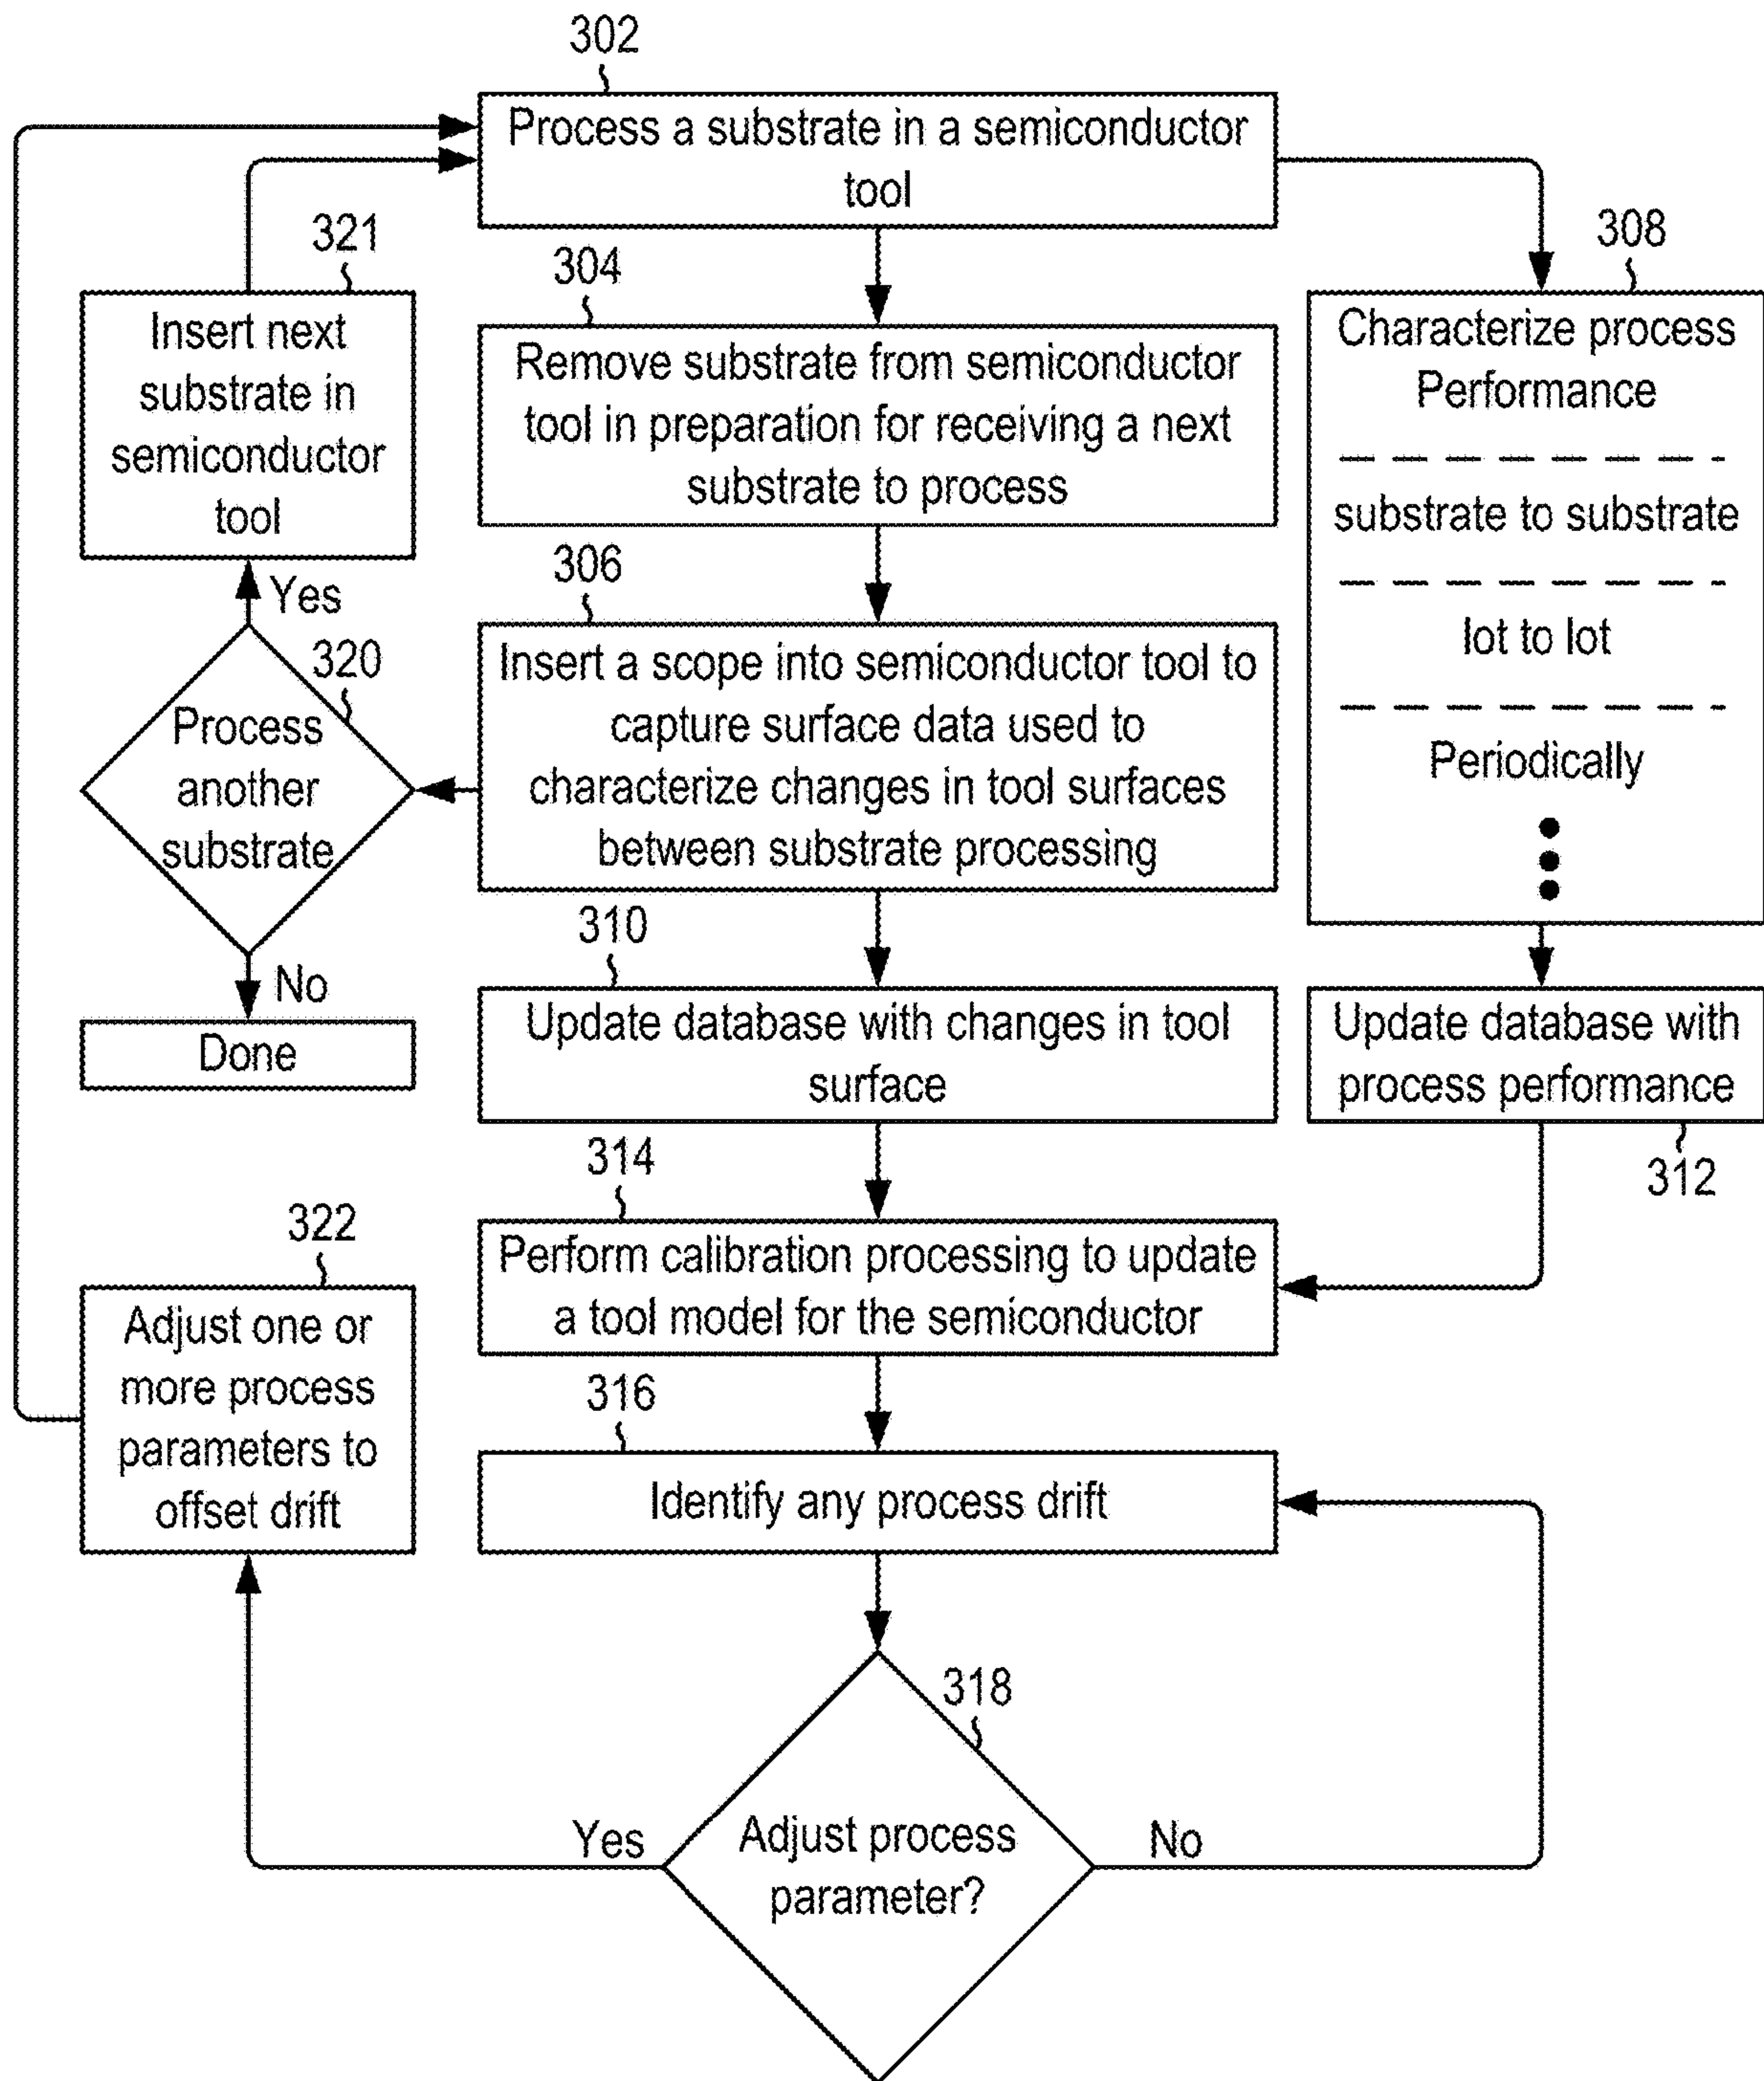 302
Process a substrate in a semiconductor
tool
321
Insert next
substrate in
semiconductor
tool
304
Remove substrate from semiconductor
tool in preparation for receiving a next
substrate to process
308
Characterize process
Performance
substrate to substrate
lot to lot
Periodically
306
Insert a scope into semiconductor tool to
capture surface data used to
characterize changes in tool surfaces
between substrate processing
Yes
320
Process
another
substrate
No
Done
310
Update database with changes in tool
surface
Update database with
process performance
312
314
Perform calibration processing to update
a tool model for the semiconductor
322
Adjust one or
more process
parameters to
offset drift
316
Identify any process drift
318
Adjust process
parameter?
Yes
No